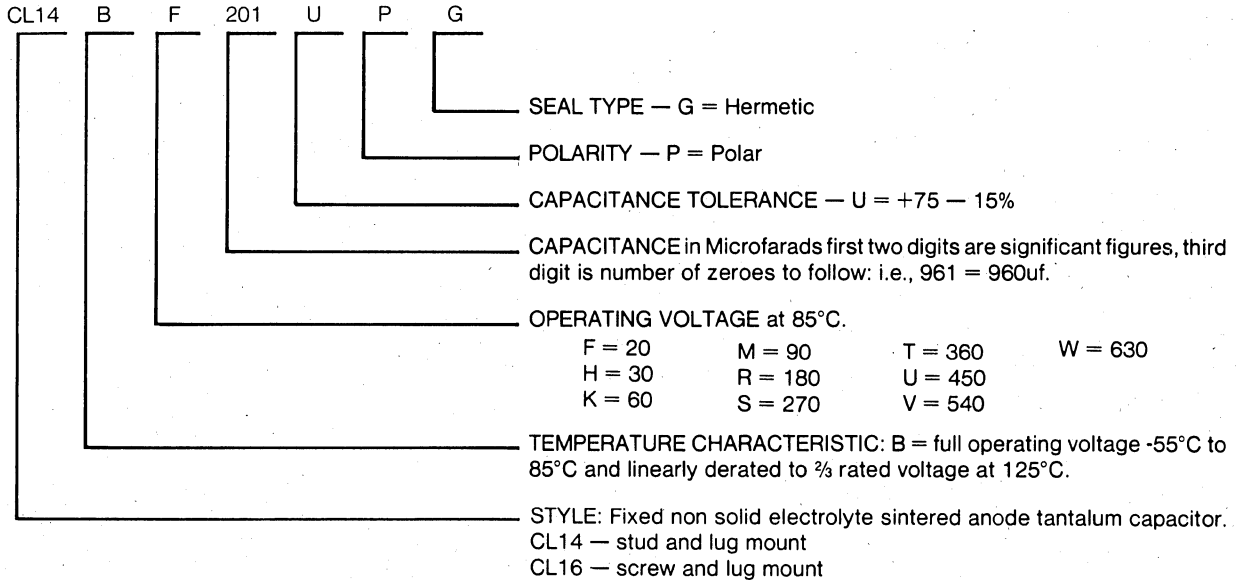 CL14 B F 201 U P G
SEAL TYPE — G = Hermetic
POLARITY — P = Polar
CAPACITANCE TOLERANCE — U = +75 — 15%
CAPACITANCE in Microfarads first two digits are significant figures, third
digit is number of zeroes to follow: i.e., 961 = 960uf.
OPERATING VOLTAGE at 85°C.
F = 20 M = 90 T = 360 W = 630
H = 30 R = 180 U = 450
K = 60 S = 270 V = 540
TEMPERATURE CHARACTERISTIC: B = full operating voltage -55°C to
85°C and linearly derated to ⅔ rated voltage at 125°C.
STYLE: Fixed non solid electrolyte sintered anode tantalum capacitor.
CL14 — stud and lug mount
CL16 — screw and lug mount